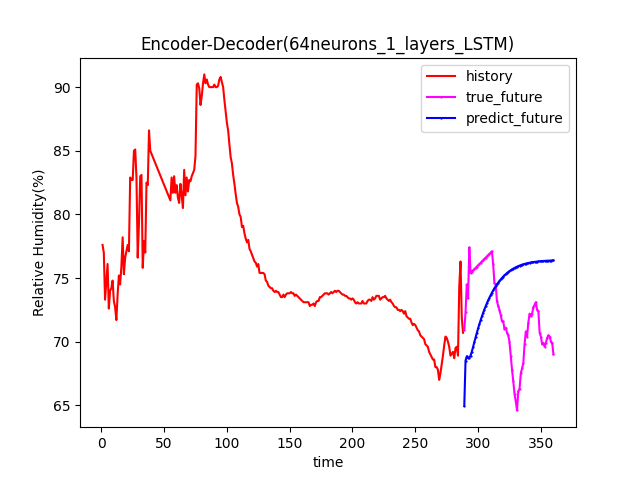 Encoder-Decoder(64neurons_1_layers_LSTM)
history
true_future
predict_future
Relative Humidity(%)
90
85
80
75
70
65
0 50 100 150 200 250 300 350
time